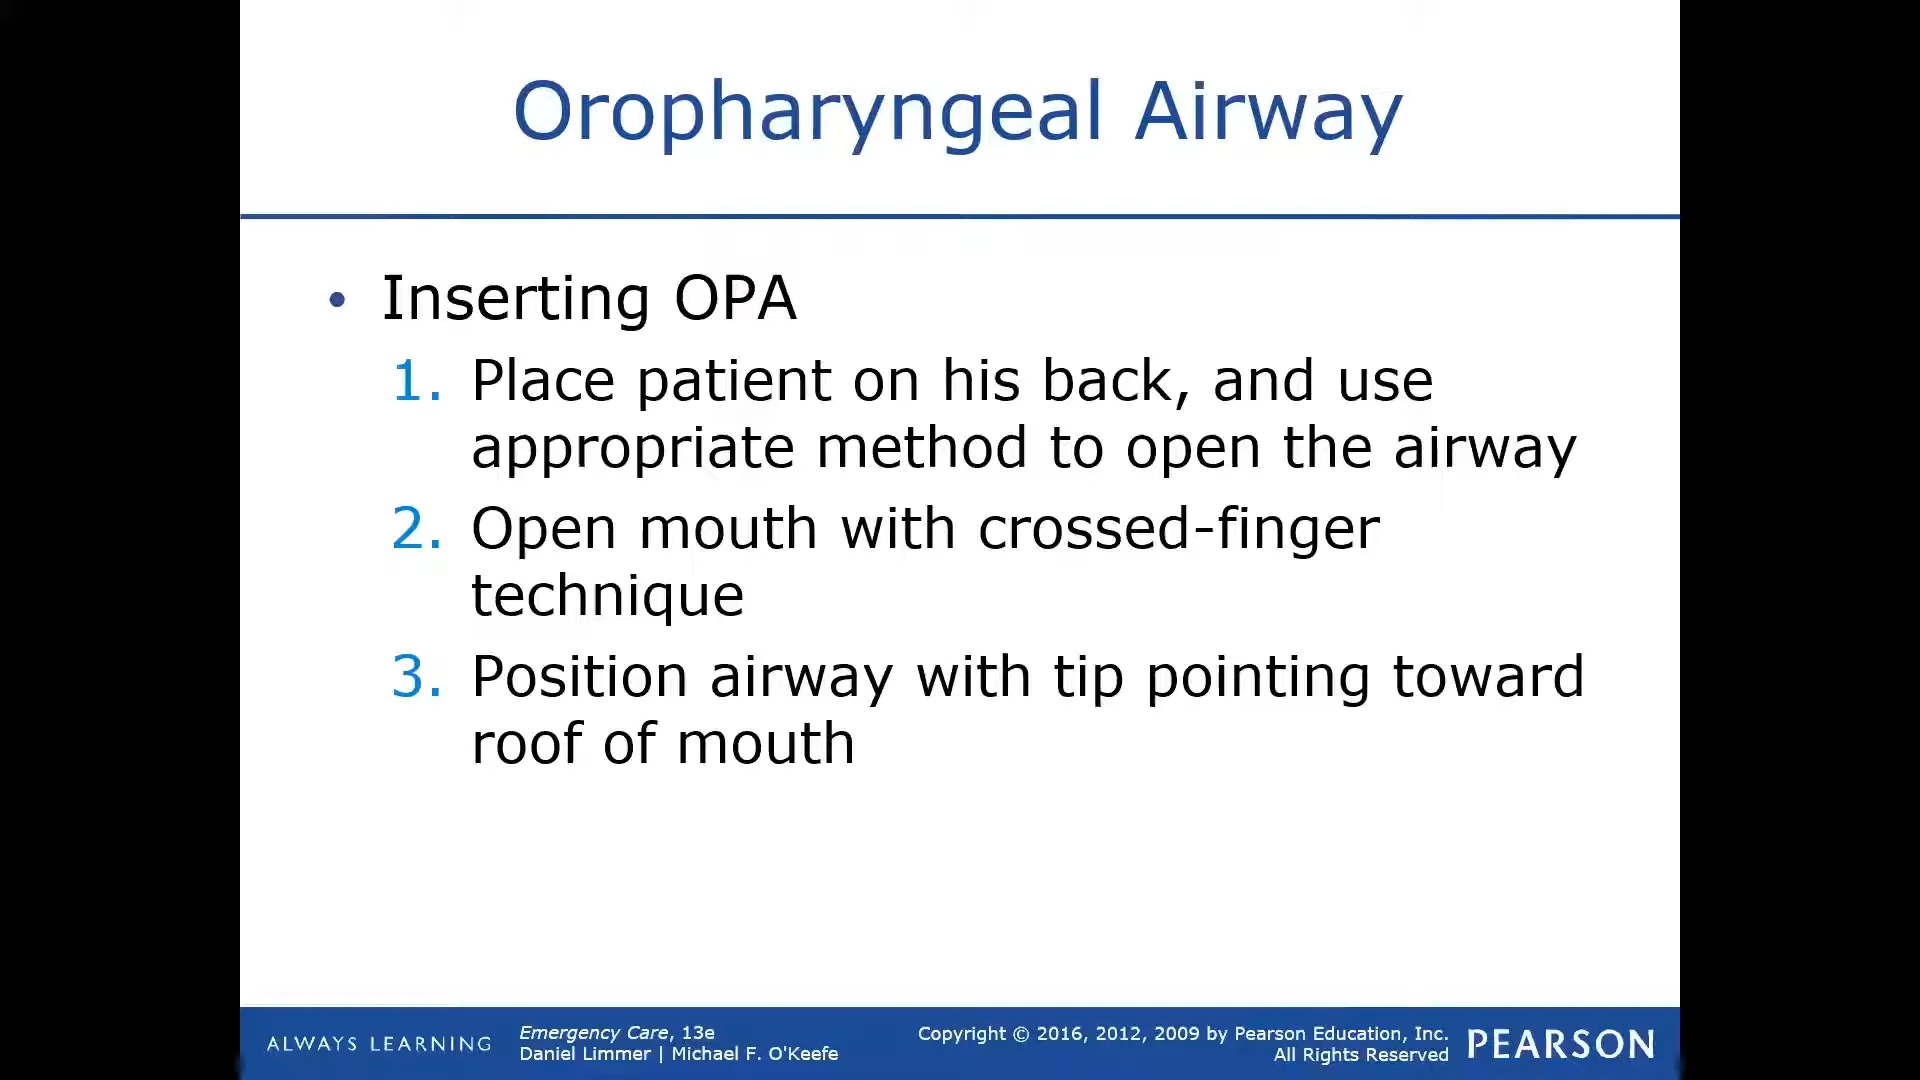 Oropharyngeal Airway
• Inserting OPA
1. Place patient on his back, and use
appropriate method to open the airway
2. Open mouth with crossed-finger
technique
3. Position airway with tip pointing toward
roof of mouth
ALWAYS LEARNING
Emergency Care, 13e
Daniel Limmer | Michael F. O'Keefe
Copyright © 2016, 2012, 2009 by Pearson Education, Inc.
All Rights Reserved
PEARSON